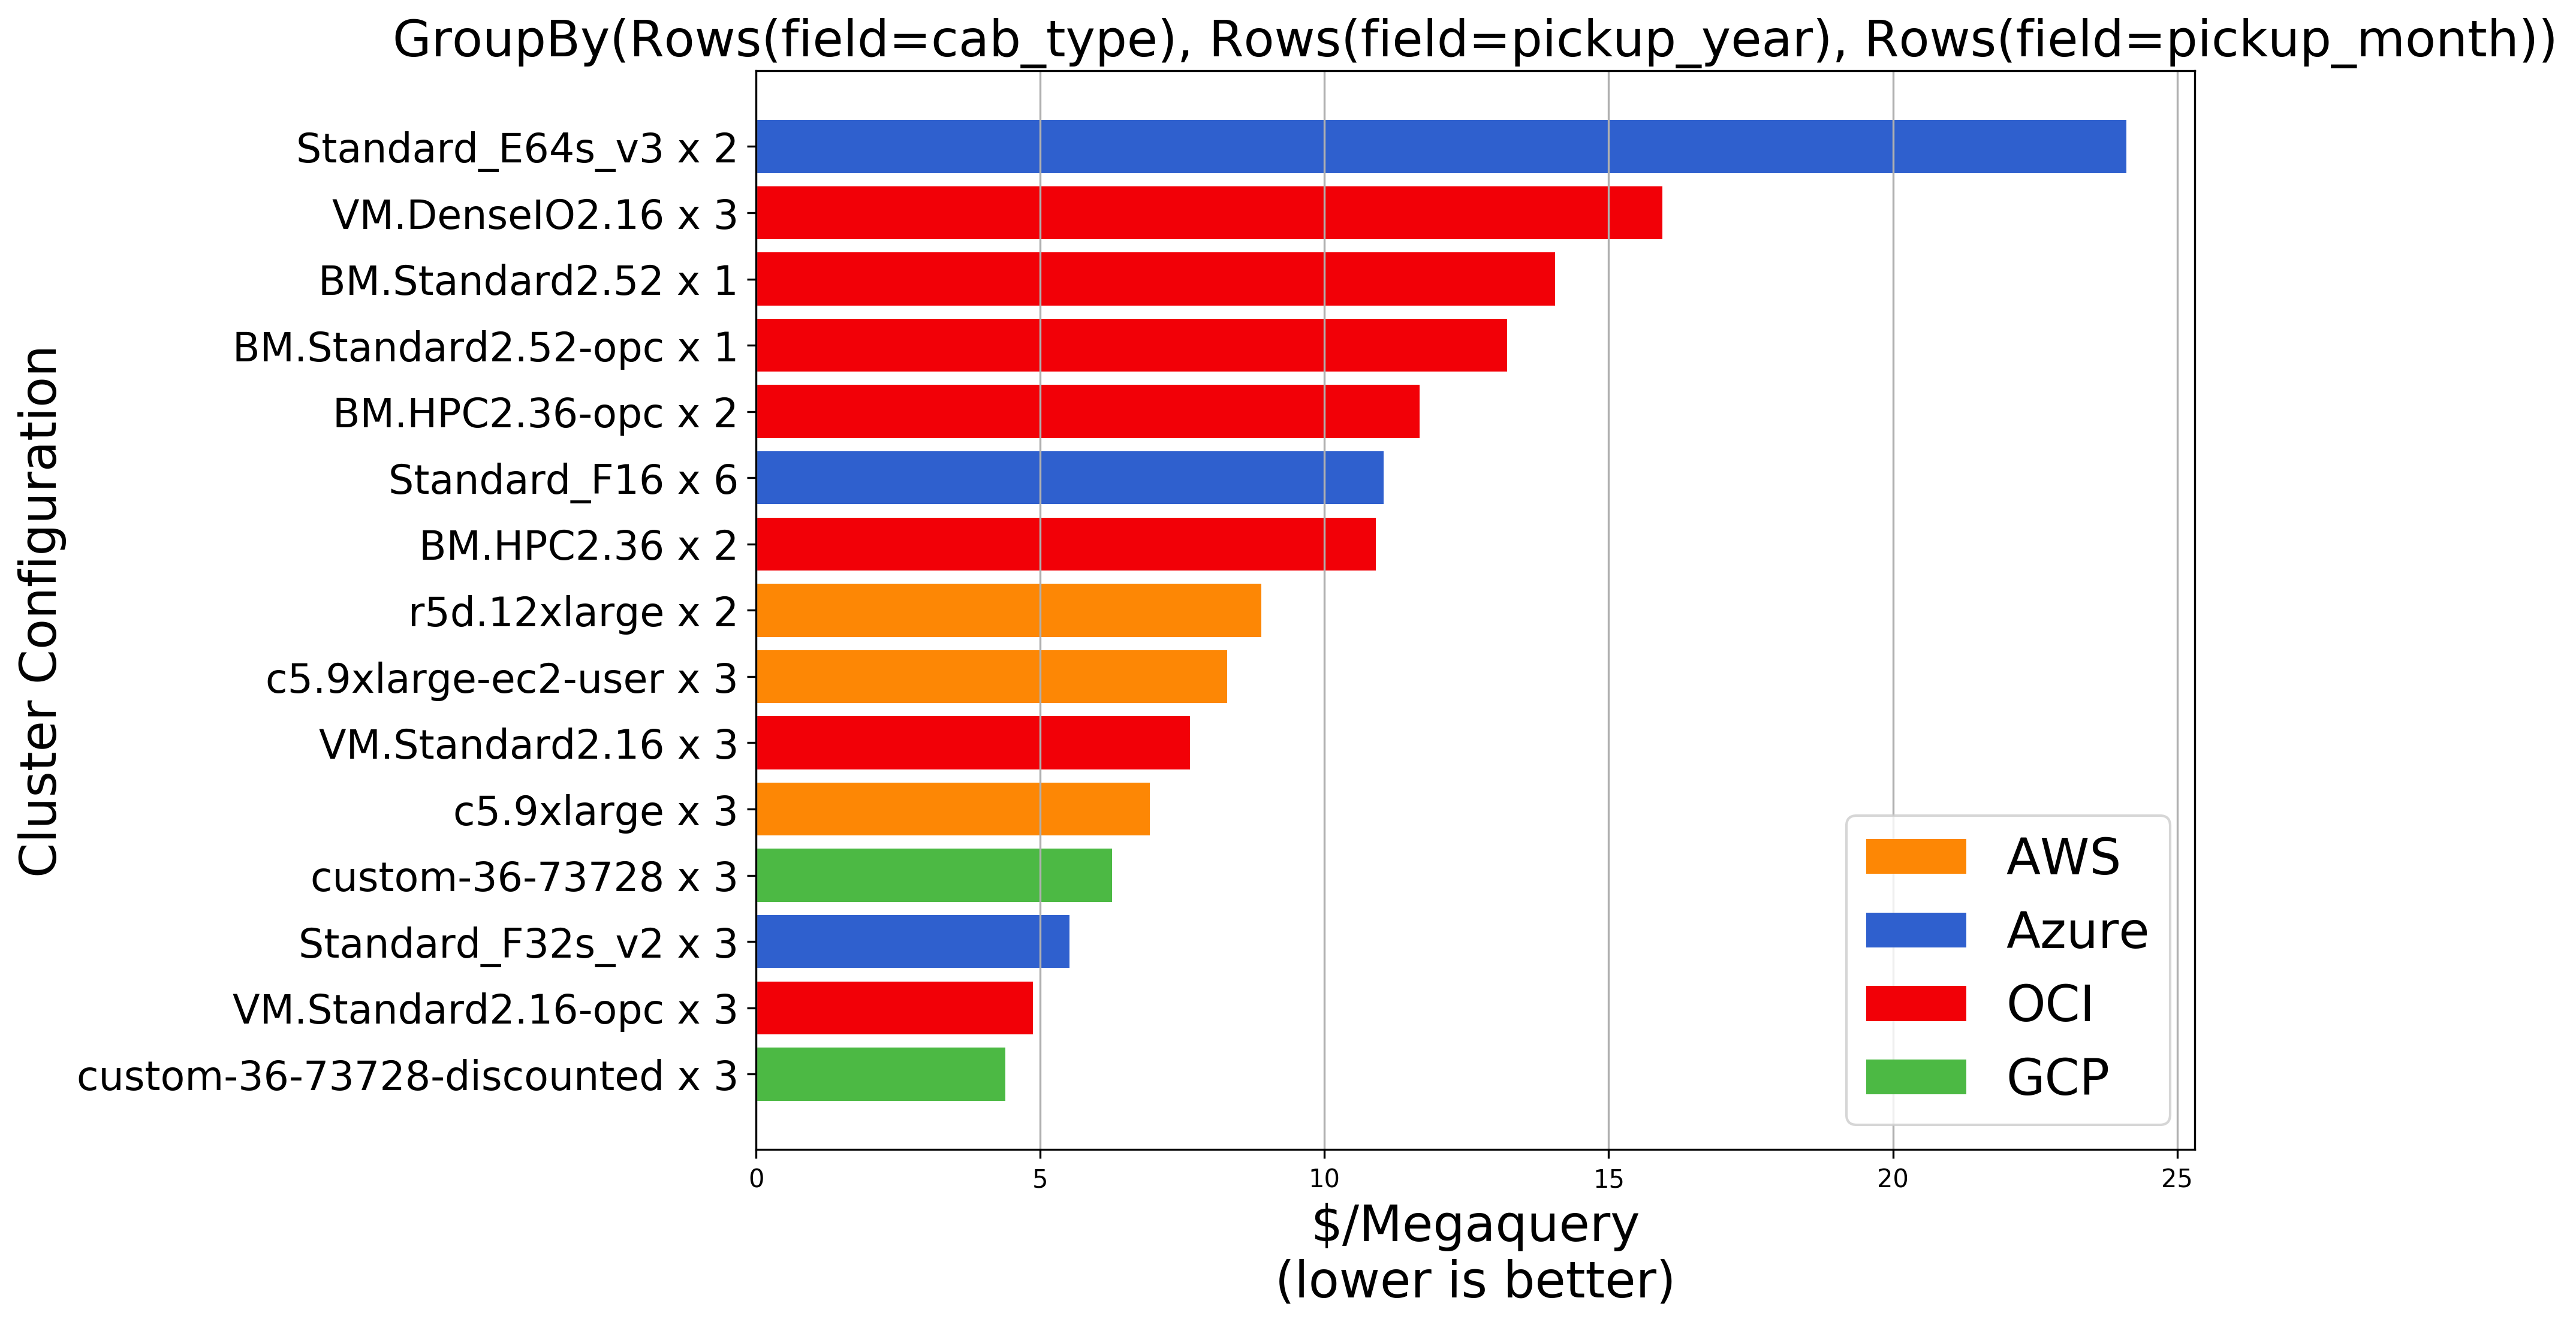 GroupBy(Rows(field=cab_type), Rows(field=pickup_year), Rows(field=pickup_month))
Cluster Configuration
Standard_E64s_v3 x 2
VM.DenseIO2.16 x 3
BM.Standard2.52 x 1
BM.Standard2.52-opc x 1
BM.HPC2.36-opc x 2
Standard_F16 x 6
BM.HPC2.36 x 2
r5d.12xlarge x 2
c5.9xlarge-ec2-user x 3
VM.Standard2.16 x 3
c5.9xlarge x 3
custom-36-73728 x 3
Standard_F32s_v2 x 3
VM.Standard2.16-opc x 3
custom-36-73728-discounted x 3
AWS
Azure
OCI
GCP
0 5 10 15 20 25
$/Megaquery
(lower is better)